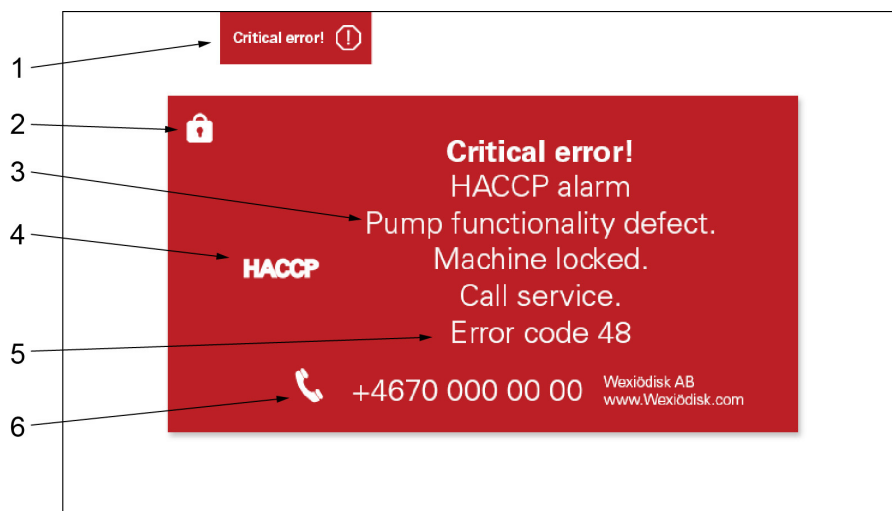 Critical error!
1
2
Critical error!
HACCP alarm
3
Pump functionality defect.
4
Machine locked.
HACCP
Call service.
5
Error code 48
6
+4670 000 00 00
Wexiödisk AB
www.Wexiödisk.com